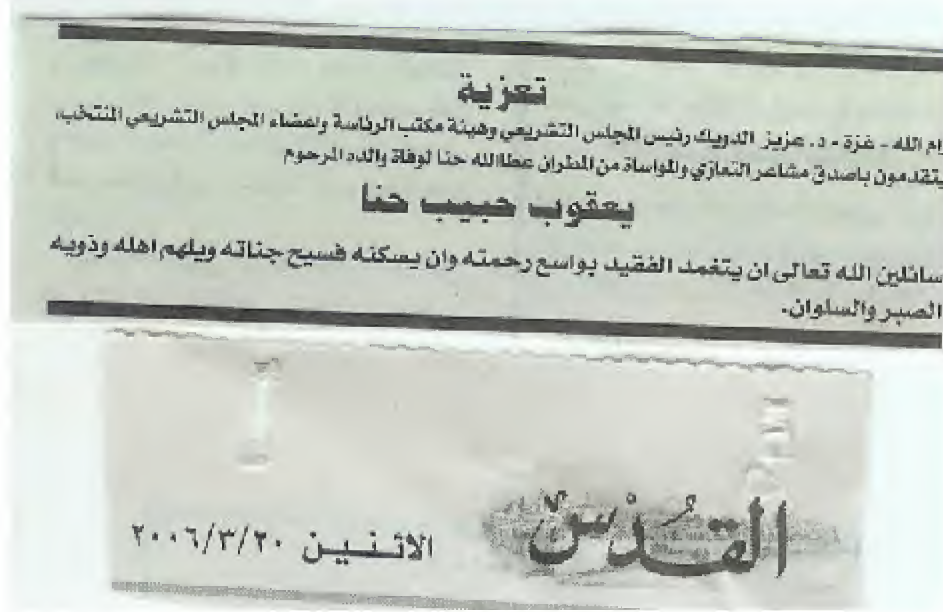 تعزية
رام الله - غزة - د. عزيز الدويك رئيس المجلس التشريعي وهيئة مكتب الرئاسة واعضاء المجلس التشريعي المنتخب،
يتقدمون باصدق مشاعر التعازي والمواساة من المطران عطاالله حنا لوفاة والده المرحوم
يعقوب حبيب حنا
سائلين الله تعالى ان يتغمد الفقيد بواسع رحمته وان يسكنه فسيح جناته ويلهم اهله وذويه
الصبر والسلوان.
القدس
الاثنين ٢٠٠٦/٣/٢٠